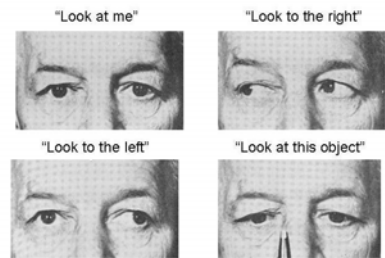 "Look at me"
"Look to the right"
"Look to the left"
"Look at this object"